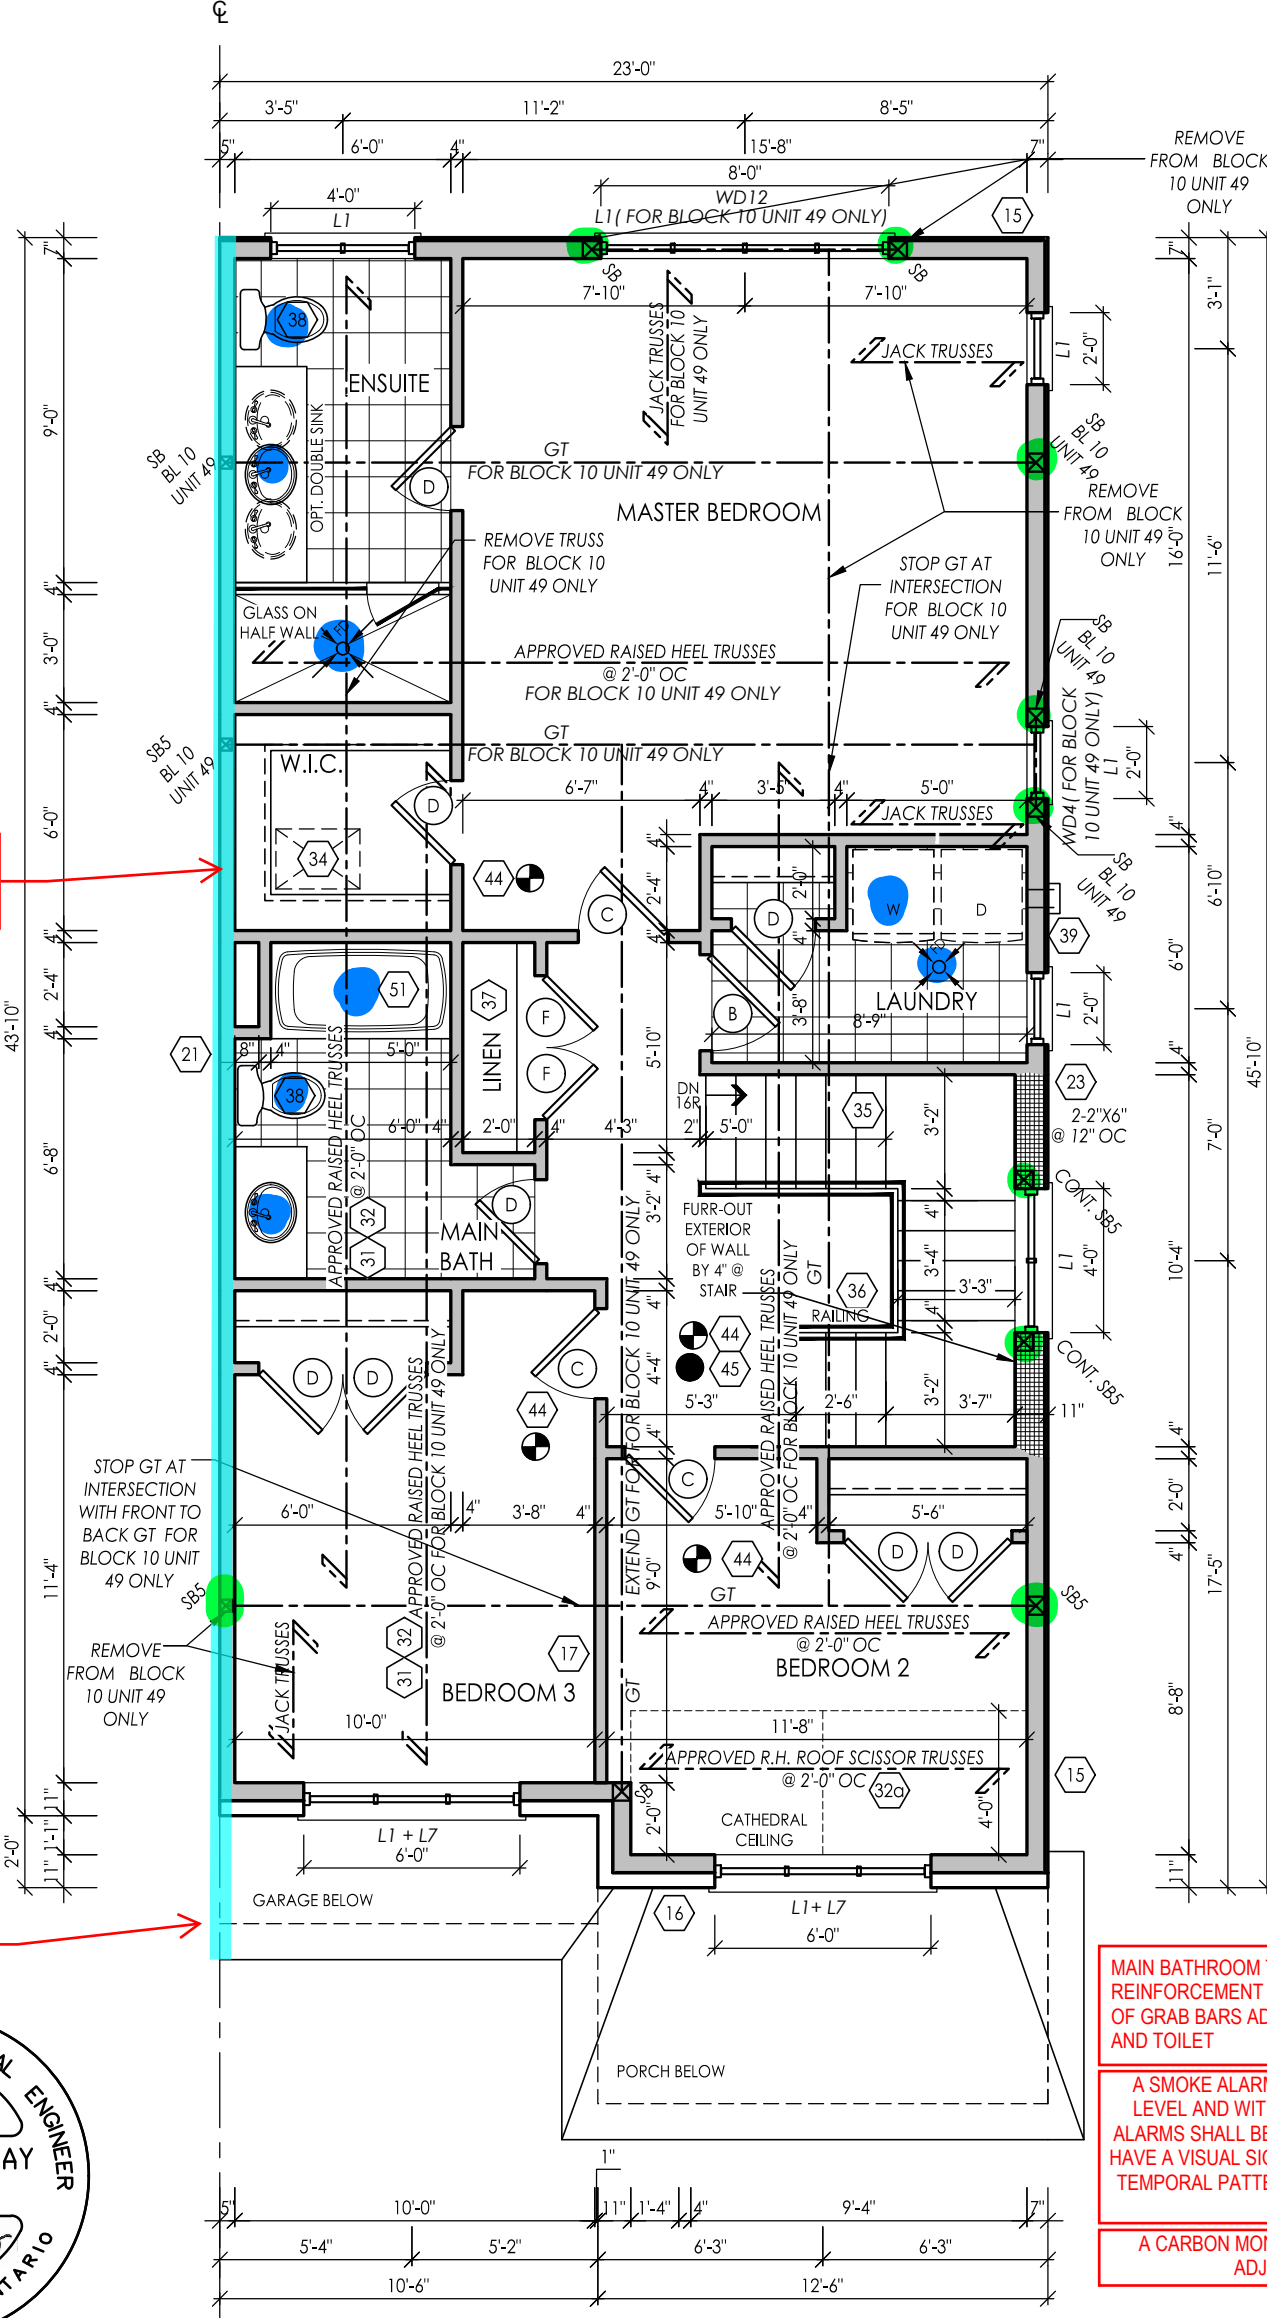 ℄
23'-0"
3'-5"
11'-2"
8'-5"
5"
6'-0"
4"
15'-8"
7"
8'-0"
WD12
L1( FOR BLOCK 10 UNIT 49 ONLY)
4'-0"
L1
REMOVE
FROM BLOCK
10 UNIT 49
ONLY
15
SB
SB
7'-10"
7'-10"
JACK TRUSSES
FOR BLOCK 10
UNIT 49 ONLY
JACK TRUSSES
L1
2'-0"
7"
3'-1"
7"
38
ENSUITE
OPT. DOUBLE SINK
9'-0"
SB
BL 10
UNIT 49
D
GT
FOR BLOCK 10 UNIT 49 ONLY
MASTER BEDROOM
SB
BL 10
UNIT 49
REMOVE
FROM BLOCK
10 UNIT 49
ONLY
16'-0"
11'-6"
REMOVE TRUSS
FOR BLOCK 10
UNIT 49 ONLY
STOP GT AT
INTERSECTION
FOR BLOCK 10
UNIT 49 ONLY
4"
3'-0"
4"
GLASS ON
HALF WALL
FD
APPROVED RAISED HEEL TRUSSES
@ 2'-0" OC
FOR BLOCK 10 UNIT 49 ONLY
SB
BL 10
UNIT 49
GT
FOR BLOCK 10 UNIT 49 ONLY
SB5
BL 10
UNIT 49
W.I.C.
D
34
6'-0"
6'-7"
4"
3'-5"
4"
5'-0"
JACK TRUSSES
WD4( FOR BLOCK
10 UNIT 49 ONLY)
L1
2'-0"
SB
BL 10
UNIT 49
44
C
4"
2'-4"
4"
D
2'-0"
4"
W
D
FD
39
4"
6'-10"
6'-0"
4"
43'-10"
45'-10"
4"
2'-4"
4"
51
37
LINEN
F
F
B
3'-8"
LAUNDRY
8'-9"
L1
2'-0"
21
8"
4"
5'-0"
5'-10"
DN
16R
35
3'-2"
23
2-2"X6"
@ 12" OC
38
APPROVED RAISED HEEL TRUSSES
@ 2'-0" OC
6'-0"
4"
2'-0"
4"
4'-3"
2"
5'-0"
6'-8"
7'-0"
32
31
MAIN
BATH
D
4"
3'-2"
FURR-OUT
EXTERIOR
OF WALL
BY 4" @
STAIR
GT
36
RAILING
4"
3'-4"
4"
3'-3"
CONT. SB5
L1
4'-0"
10'-4"
CONT. SB5
4"
2'-0"
4"
4"
4'-4"
4"
44
45
C
D
D
44
APPROVED RAISED HEEL TRUSSES
@ 2'-0" OC FOR BLOCK 10 UNIT 49 ONLY
EXTEND GT FOR FOR BLOCK 10 UNIT 49 ONLY
APPROVED RAISED HEEL TRUSSES
@ 2'-0" OC FOR BLOCK 10 UNIT 49 ONLY
5'-3"
2'-6"
3'-2"
3'-7"
11"
STOP GT AT
INTERSECTION
WITH FRONT TO
BACK GT FOR
BLOCK 10 UNIT
49 ONLY
C
6'-0"
4"
3'-8"
4"
5'-10"
4"
5'-6"
4"
2'-0"
4"
44
D
D
11'-4"
17'-5"
SB5
9'-0"
GT
SB5
REMOVE
FROM BLOCK
10 UNIT 49
ONLY
JACK TRUSSES
32
31
17
APPROVED RAISED HEEL TRUSSES
@ 2'-0" OC
BEDROOM 2
BEDROOM 3
GT
10'-0"
11'-8"
8'-8"
APPROVED R.H. ROOF SCISSOR TRUSSES
@ 2'-0" OC
32a
15
SB
2'-0"
CATHEDRAL
CEILING
4'-0"
11"
1'-1"
11"
2'-0"
L1 + L7
6'-0"
11"
GARAGE BELOW
16
L1+ L7
6'-0"
MAIN BATHROOM
REINFORCEMENT
OF GRAB BARS
AND TOILET
PORCH BELOW
A SMOKE ALARM
LEVEL AND
ALARMS SHALL BE
HAVE A VISUAL
TEMPORAL
A CARBON
ENGINEER
1"
5"
10'-0"
11"
1'-4"
4"
9'-4"
7"
5'-4"
5'-2"
6'-3"
6'-3"
10'-6"
12'-6"